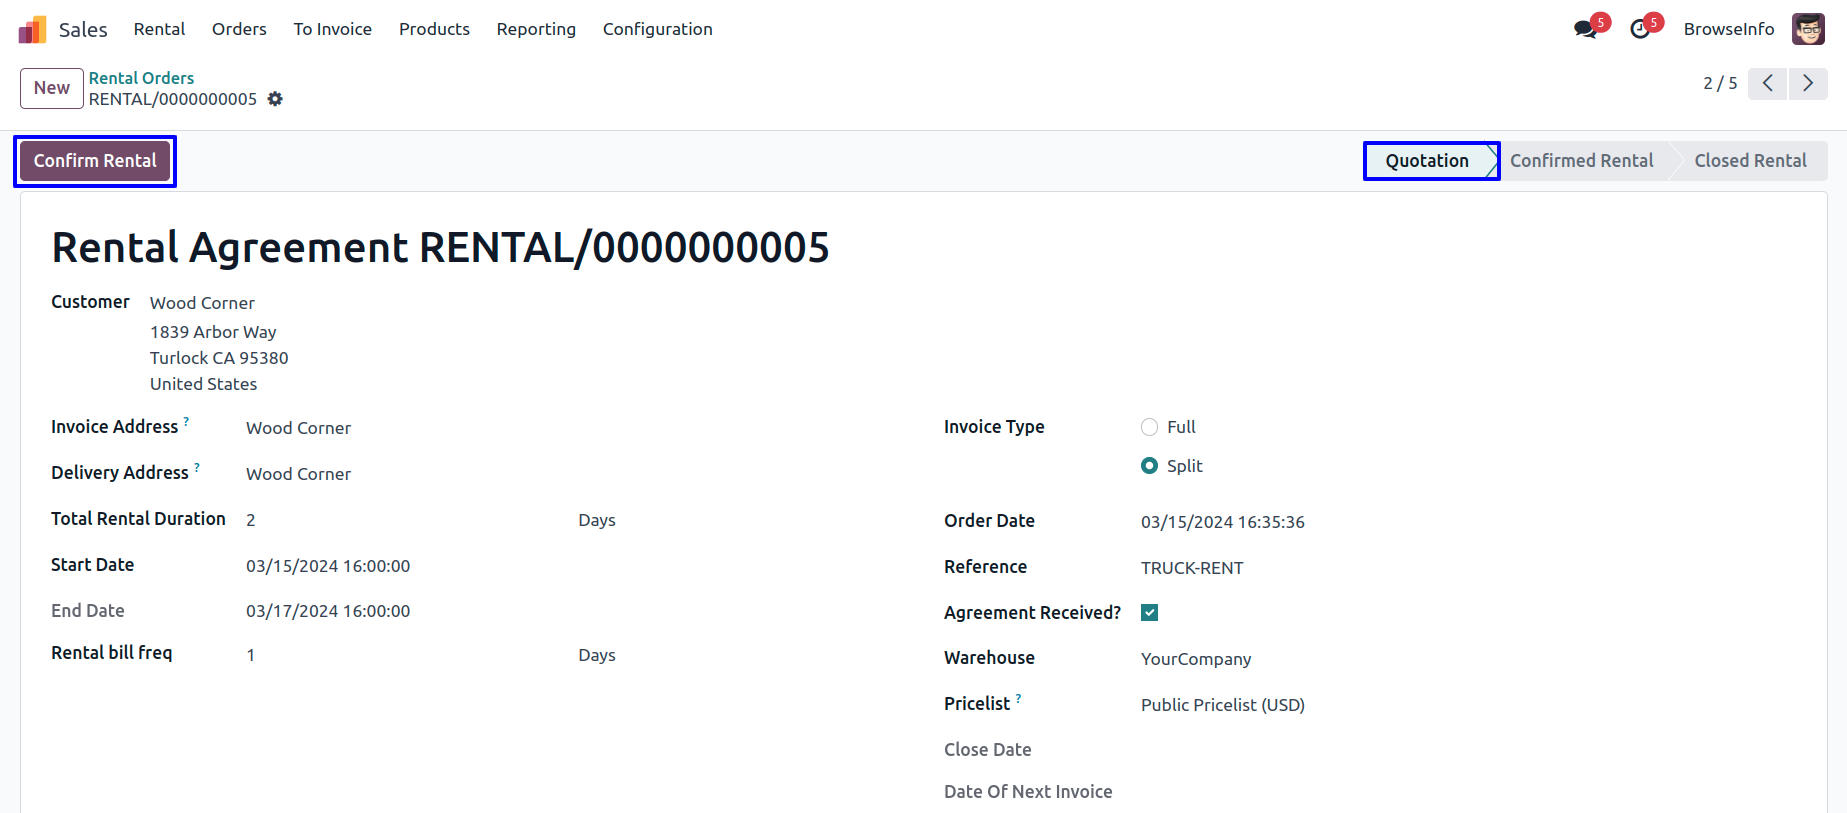 Sales Rental Orders To Invoice Products Reporting Configuration 5 5 BrowseInfo
New Rental Orders
RENTAL/0000000005 2 / 5
Confirm Rental Quotation Confirmed Rental Closed Rental
Rental Agreement RENTAL/0000000005
Customer Wood Corner
1839 Arbor Way
Turlock CA 95380
United States
Invoice Address ? Wood Corner Invoice Type Full
Split
Delivery Address ? Wood Corner
Total Rental Duration 2 Days Order Date 03/15/2024 16:35:36
Start Date 03/15/2024 16:00:00 Reference TRUCK-RENT
End Date 03/17/2024 16:00:00 Agreement Received?
Rental bill freq 1 Days Warehouse YourCompany
Pricelist ? Public Pricelist (USD)
Close Date
Date Of Next Invoice